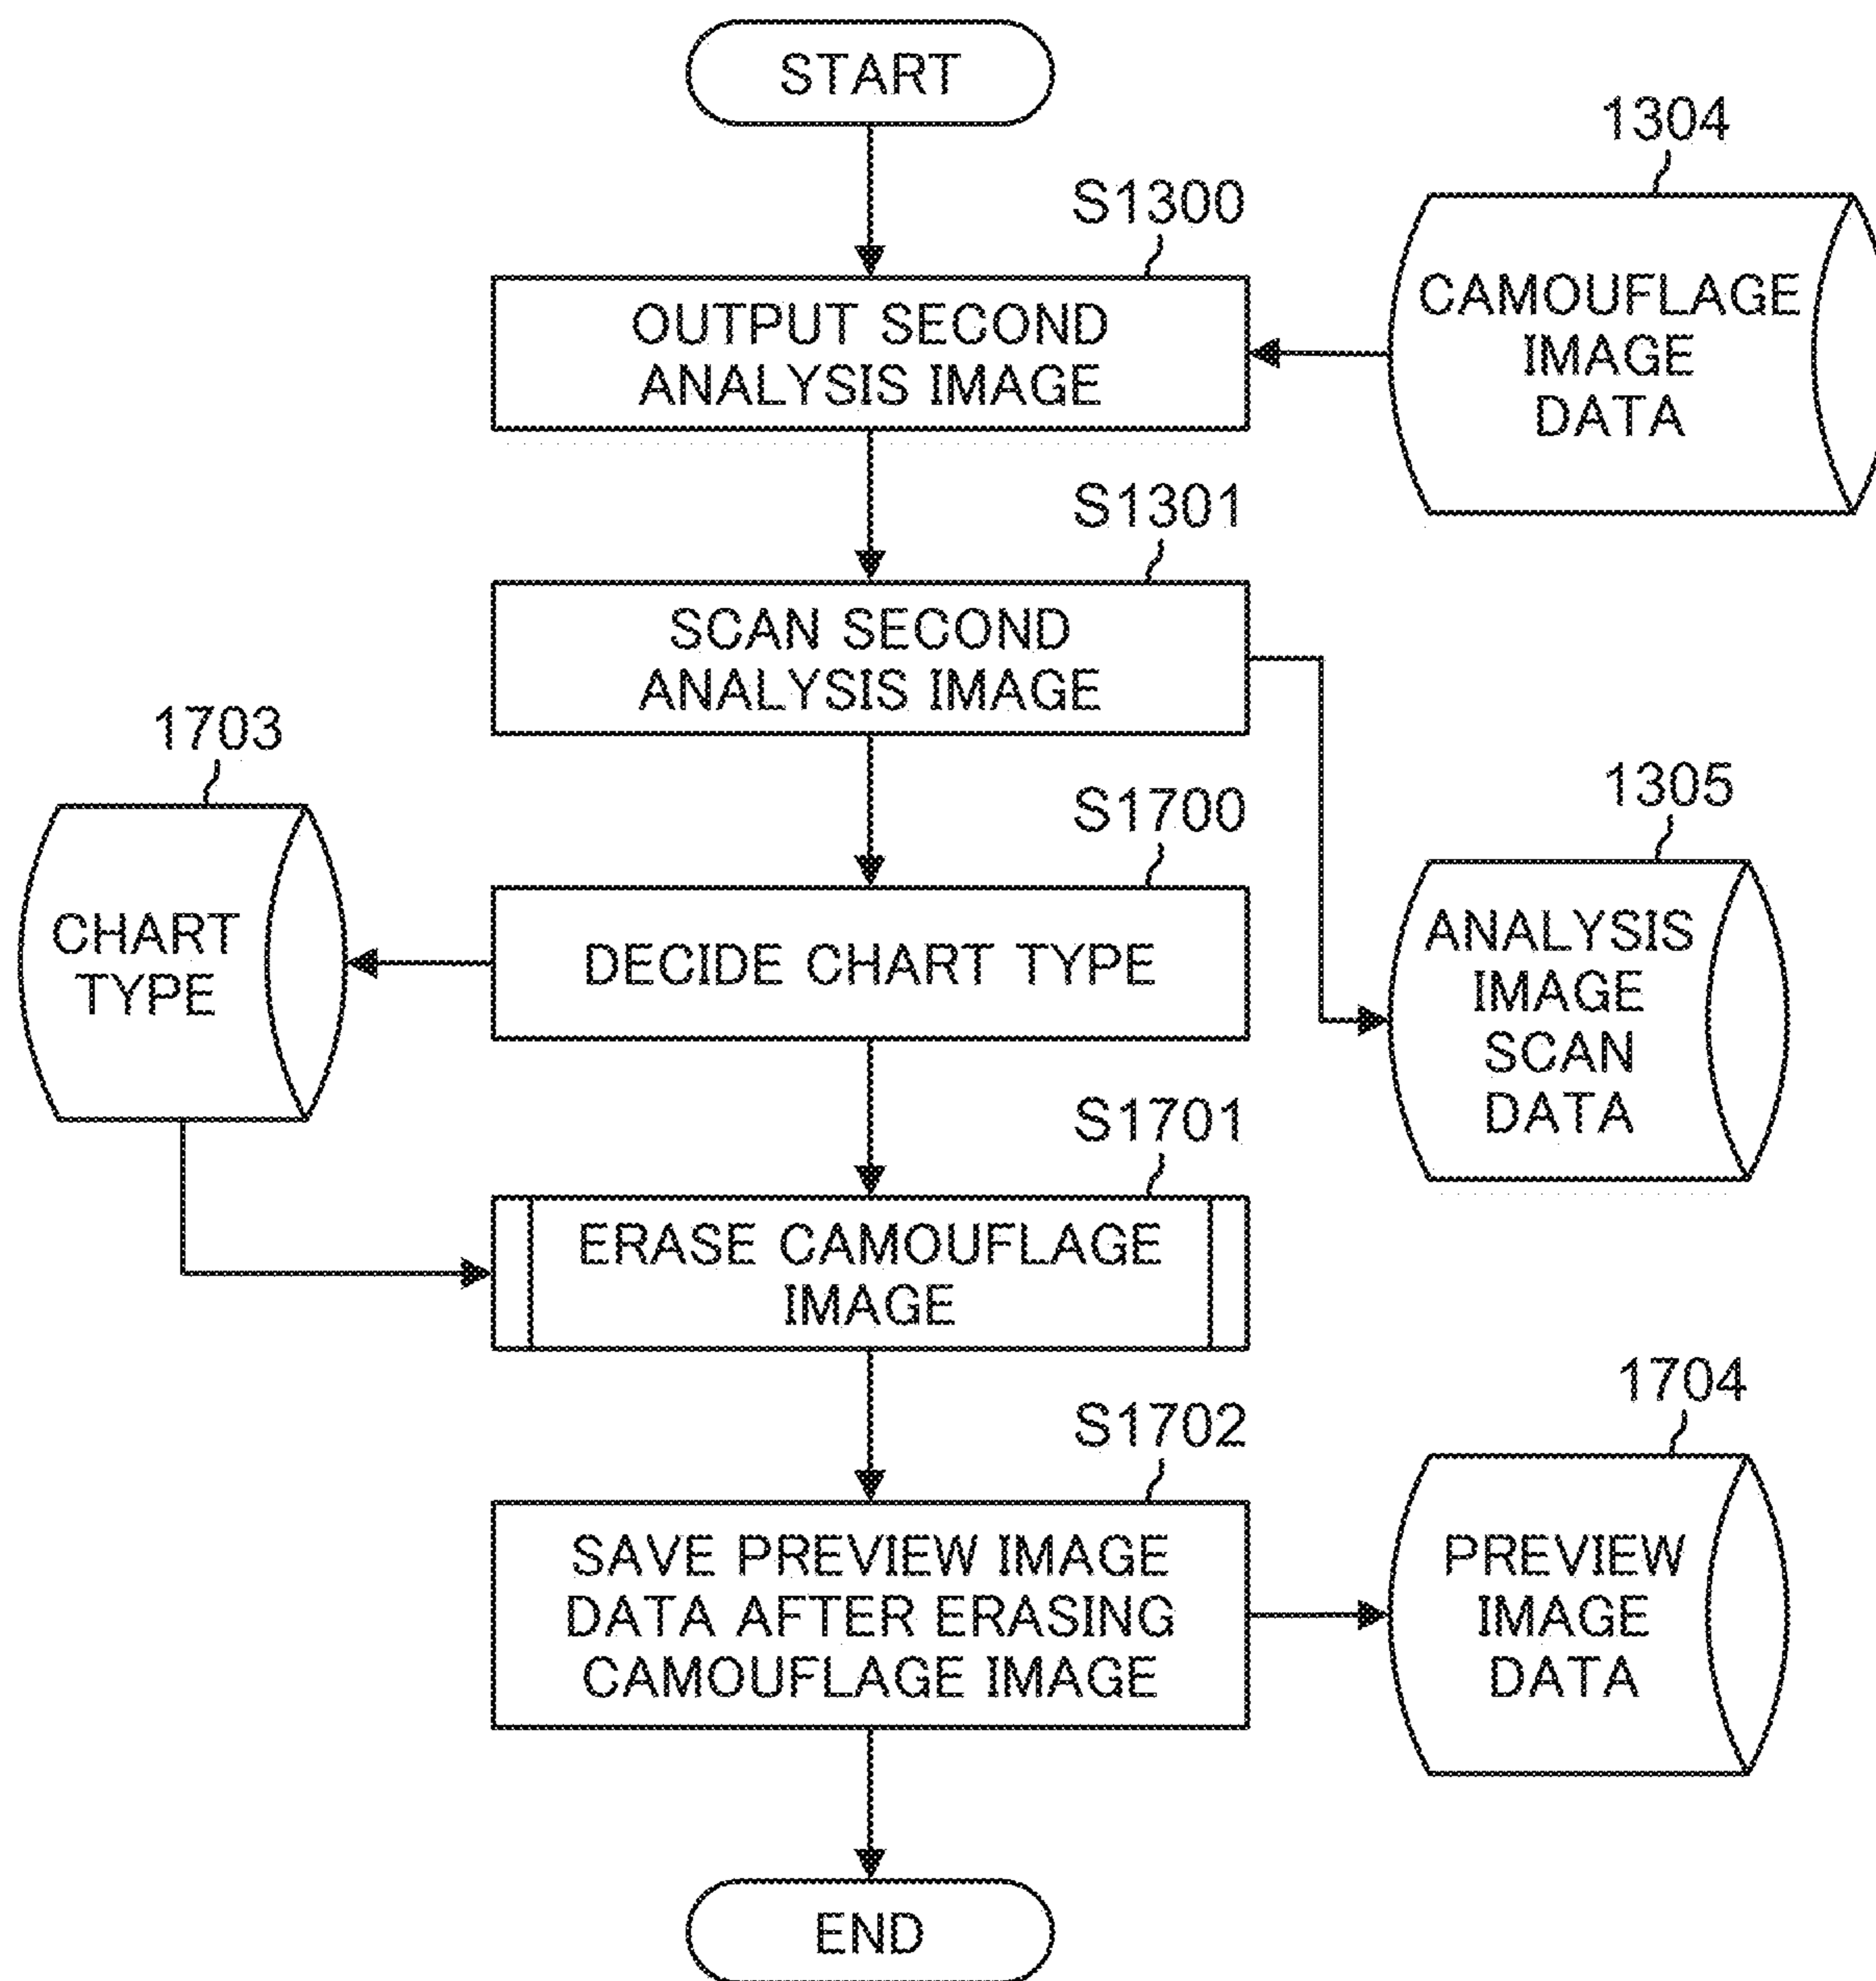 START
1304
S1300
OUTPUT SECOND
ANALYSIS IMAGE
CAMOUFLAGE
IMAGE
DATA
S1301
SCAN SECOND
ANALYSIS IMAGE
1703
CHART
TYPE
S1700
DECIDE CHART TYPE
1305
ANALYSIS
IMAGE
SCAN
DATA
S1701
ERASE CAMOUFLAGE
IMAGE
S1702
SAVE PREVIEW IMAGE
DATA AFTER ERASING
CAMOUFLAGE IMAGE
1704
PREVIEW
IMAGE
DATA
END